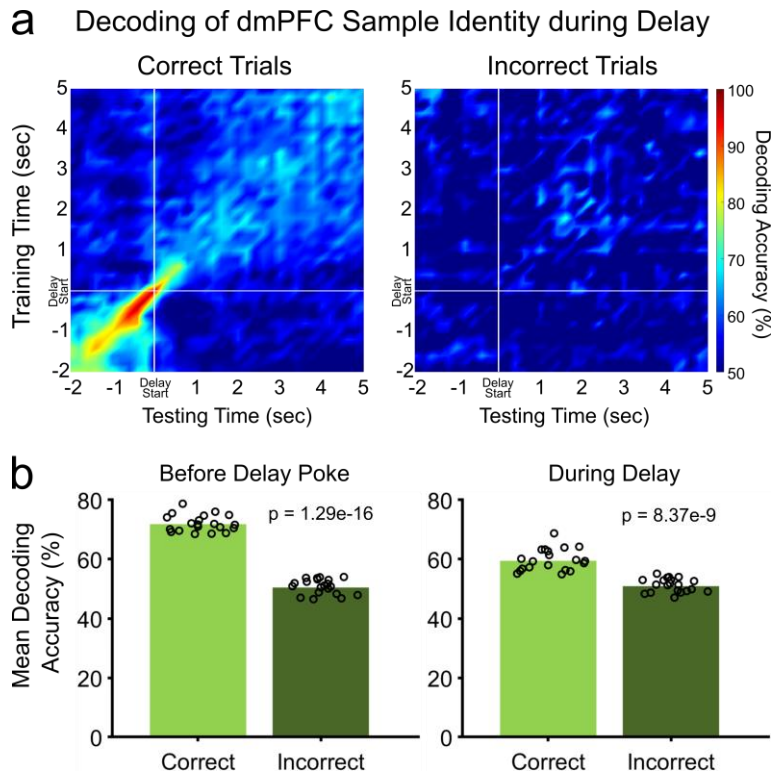 a Decoding of dmPFC Sample Identity during Delay
Correct Trials
Incorrect Trials
Training Time (sec)
5
4
3
2
1
Delay
Start
-1
-2
-2 -1 Delay Start 1 2 3 4 5
Testing Time (sec)
5
4
3
2
1
Delay
Start
-1
-2
-2 -1 Delay Start 1 2 3 4 5
Testing Time (sec)
100
90
80
70
60
50
Decoding Accuracy (%)
b
Before Delay Poke
During Delay
Mean Decoding
Accuracy (%)
80
60
40
20
0
p = 1.29e-16
Correct Incorrect
80
60
40
20
0
p = 8.37e-9
Correct Incorrect